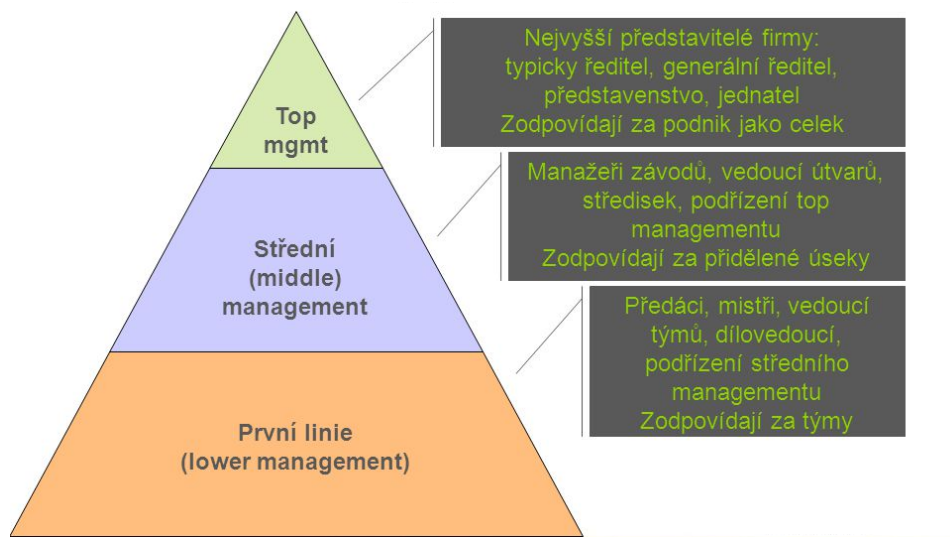 Top
mgmt
Nejvyšší představitelé firmy:
typicky ředitel, generální ředitel,
představenstvo, jednatel
Zodpovídají za podnik jako celek
Střední
(middle)
management
Manažeři závodů, vedoucí útvarů,
středisek, podřízení top
managementu
Zodpovídají za přidělené úseky
První linie
(lower management)
Předáci, mistři, vedoucí
týmů, dílovedoucí,
podřízení středního
managementu
Zodpovídají za týmy